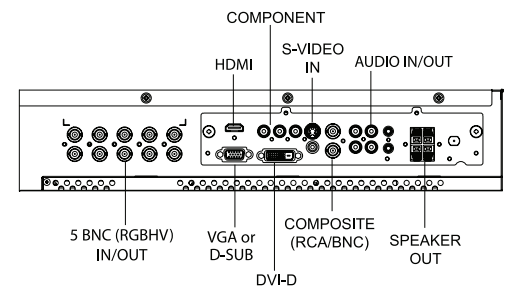 COMPONENT
S-VIDEO
IN
HDMI
AUDIO IN/OUT
5 BNC (RGBHV)
IN/OUT
VGA or
D-SUB
DVI-D
COMPOSITE
(RCA/BNC)
SPEAKER
OUT